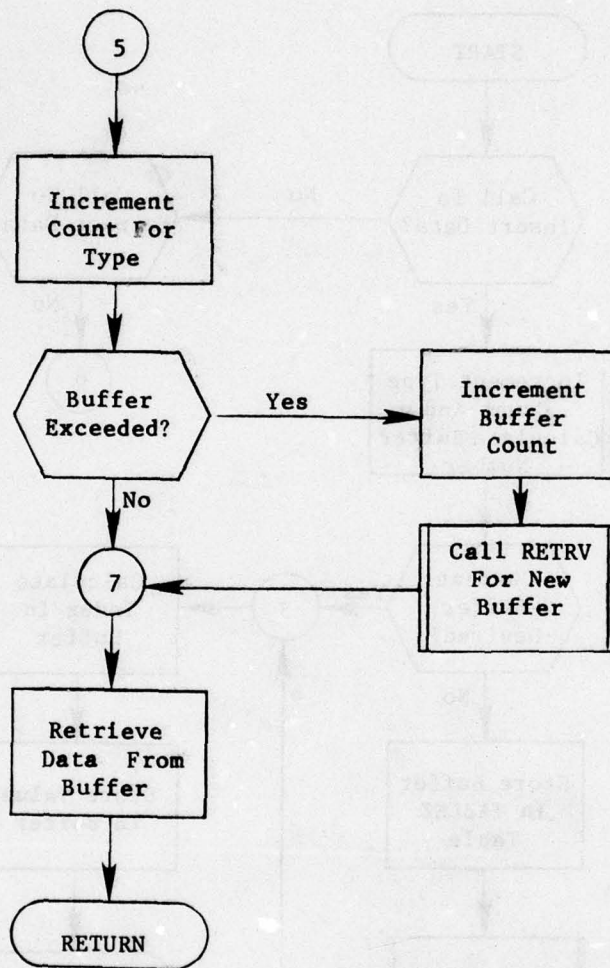 5
Increment
Count For
Type
Buffer
Exceeded?
Yes
Increment
Buffer
Count
No
Call RETRV
For New
Buffer
7
Retrieve
Data From
Buffer
RETURN